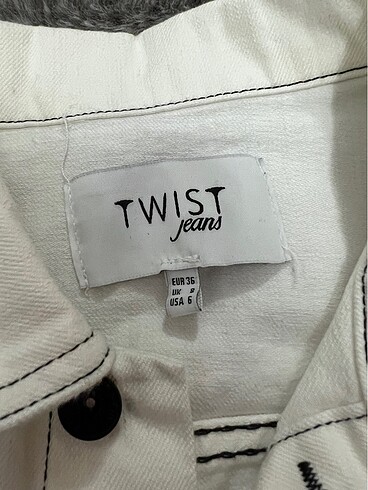 TWIST
jeans
EUR 36
UK 8
USA 6